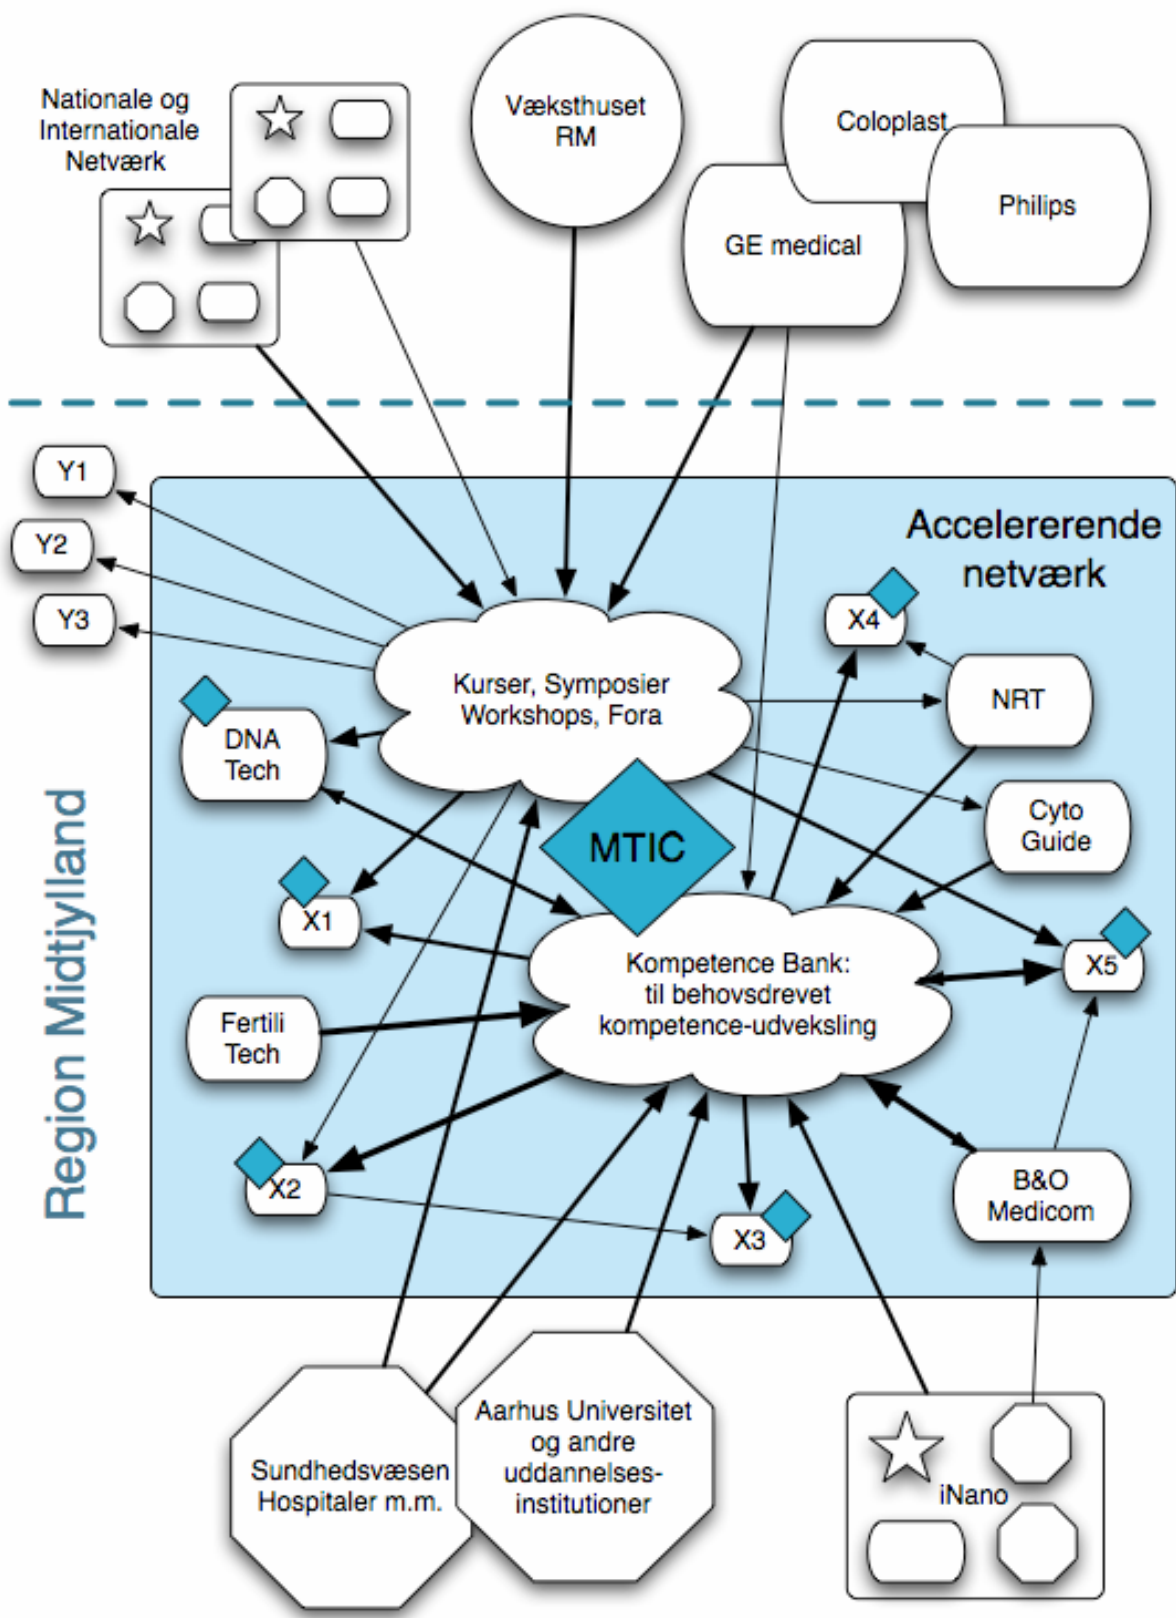 Nationale og
Internationale
Netværk
Væksthuset
RM
Coloplast
Philips
GE medical
Y1
Y2
Y3
Accelererende
netværk
X4
Kurser, Symposier
Workshops, Fora
NRT
DNA
Tech
MTIC
Cyto
Guide
X1
Kompetence Bank:
til behovsdrevet
kompetence-udveksling
X5
Fertili
Tech
Region Midtjylland
X2
B&O
Medicom
X3
Sundhedsvæsen
Hospitaler m.m.
Aarhus Universitet
og andre
uddannelses-
institutioner
iNano